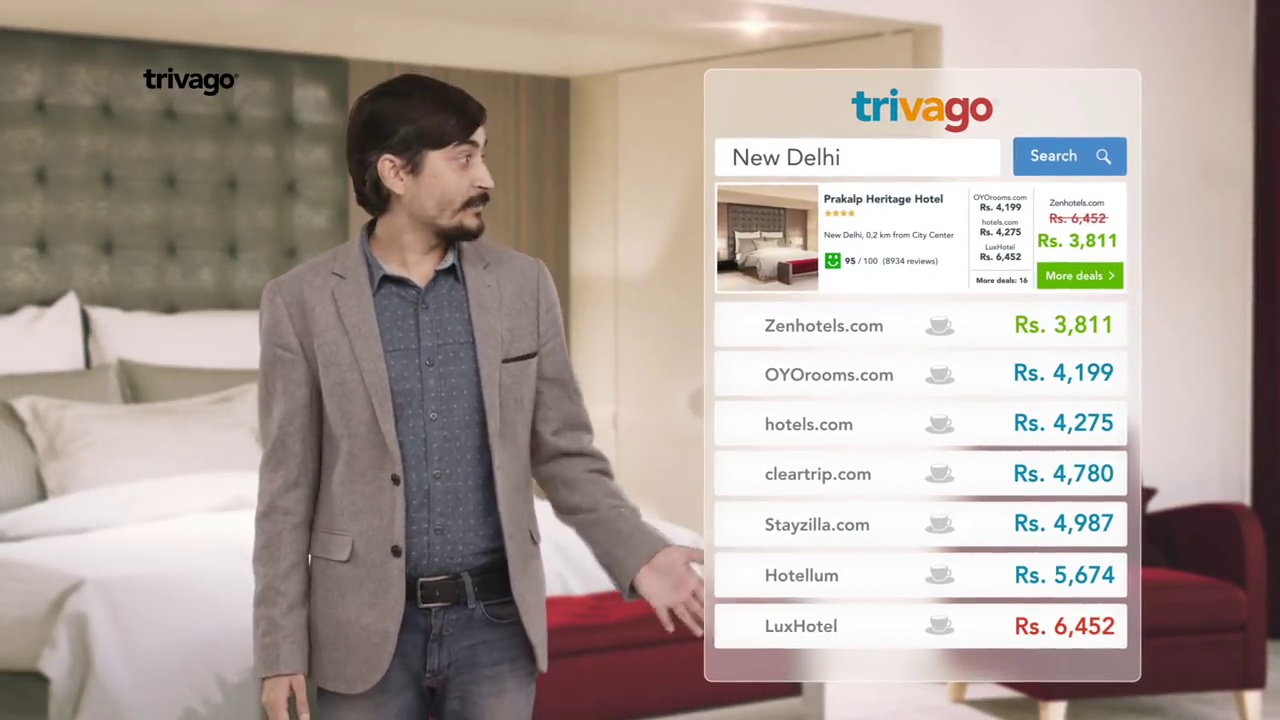 trivago
trivago
New Delhi
Search
Prakalp Heritage Hotel
New Delhi, 0,2 km from City Center
95 / 100 (8934 reviews)
OYOrooms.com
Rs. 4,199
hotels.com
Rs. 4,275
LuxHotel
Rs. 6,452
More deals: 16
Zenhotels.com
Rs. 6,452
Rs. 3,811
More deals >
Zenhotels.com Rs. 3,811
OYOrooms.com Rs. 4,199
hotels.com Rs. 4,275
cleartrip.com Rs. 4,780
Stayzilla.com Rs. 4,987
Hotellum Rs. 5,674
LuxHotel Rs. 6,452